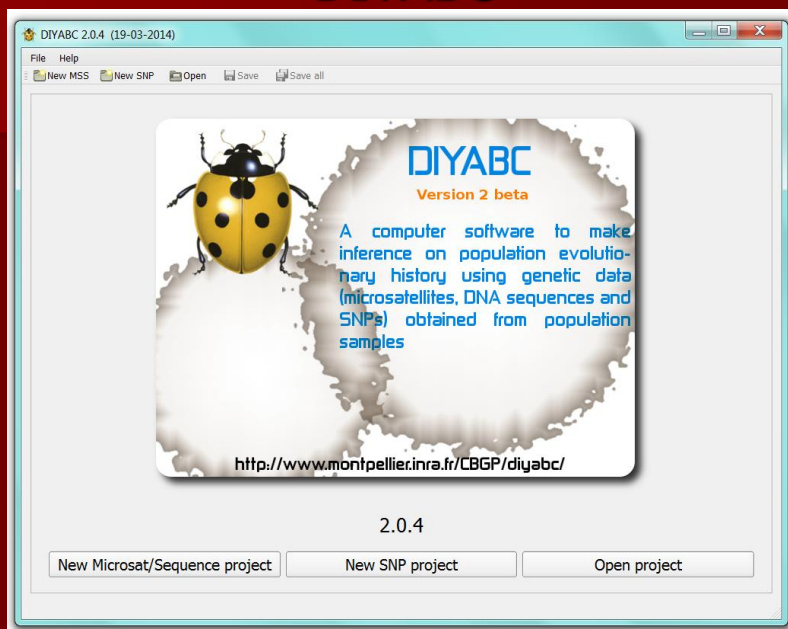 DIYABC 2.0.4 (19-03-2014)
File Help
New MSS New SNP Open Save Save all
DIYABC
Version 2 beta
A computer software to make
inference on population evolutio-
nary history using genetic data
(microsatellites, DNA sequences and
SNPs) obtained from population
samples
http://www.montpellier.inra.fr/CBGP/diyabc/
2.0.4
New Microsat/Sequence project New SNP project Open project